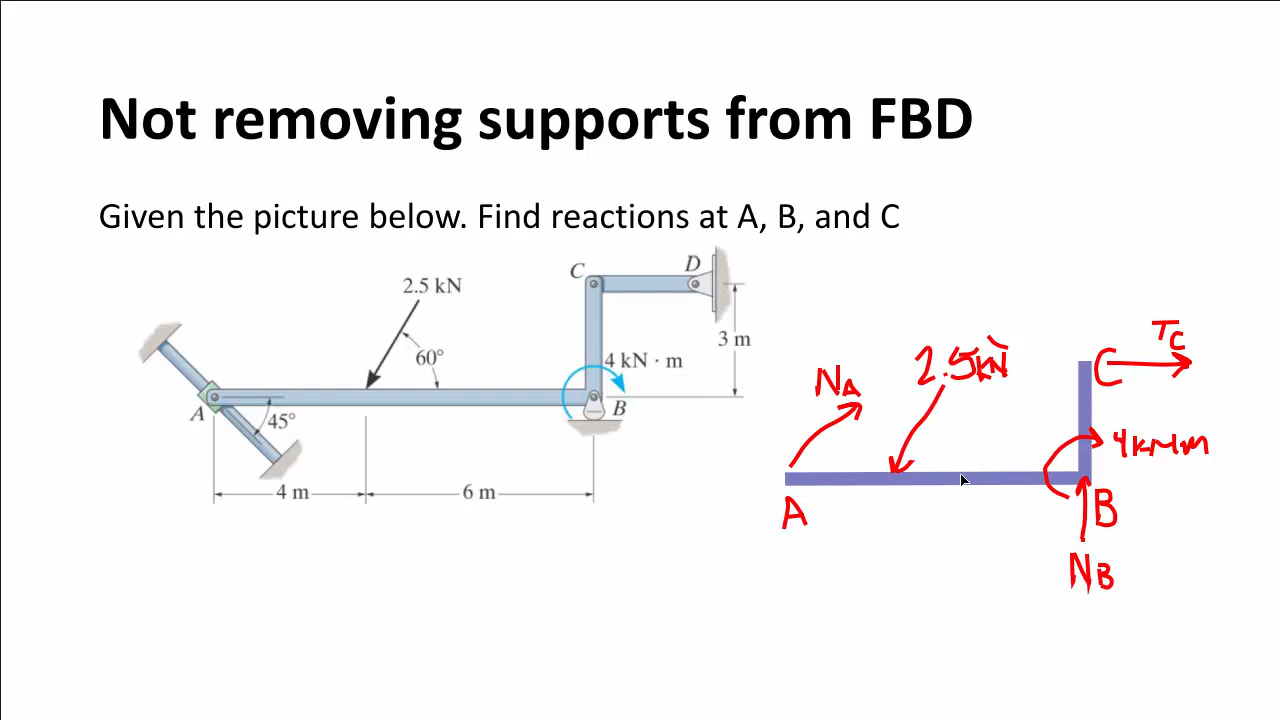 Not removing supports from FBD
Given the picture below. Find reactions at A, B, and C
C
D
2.5 kN
60°
3 m
4 kN · m
A
45°
B
4 m
6 m
NA
2.5kN
C
TC
4kNm
A
B
NB